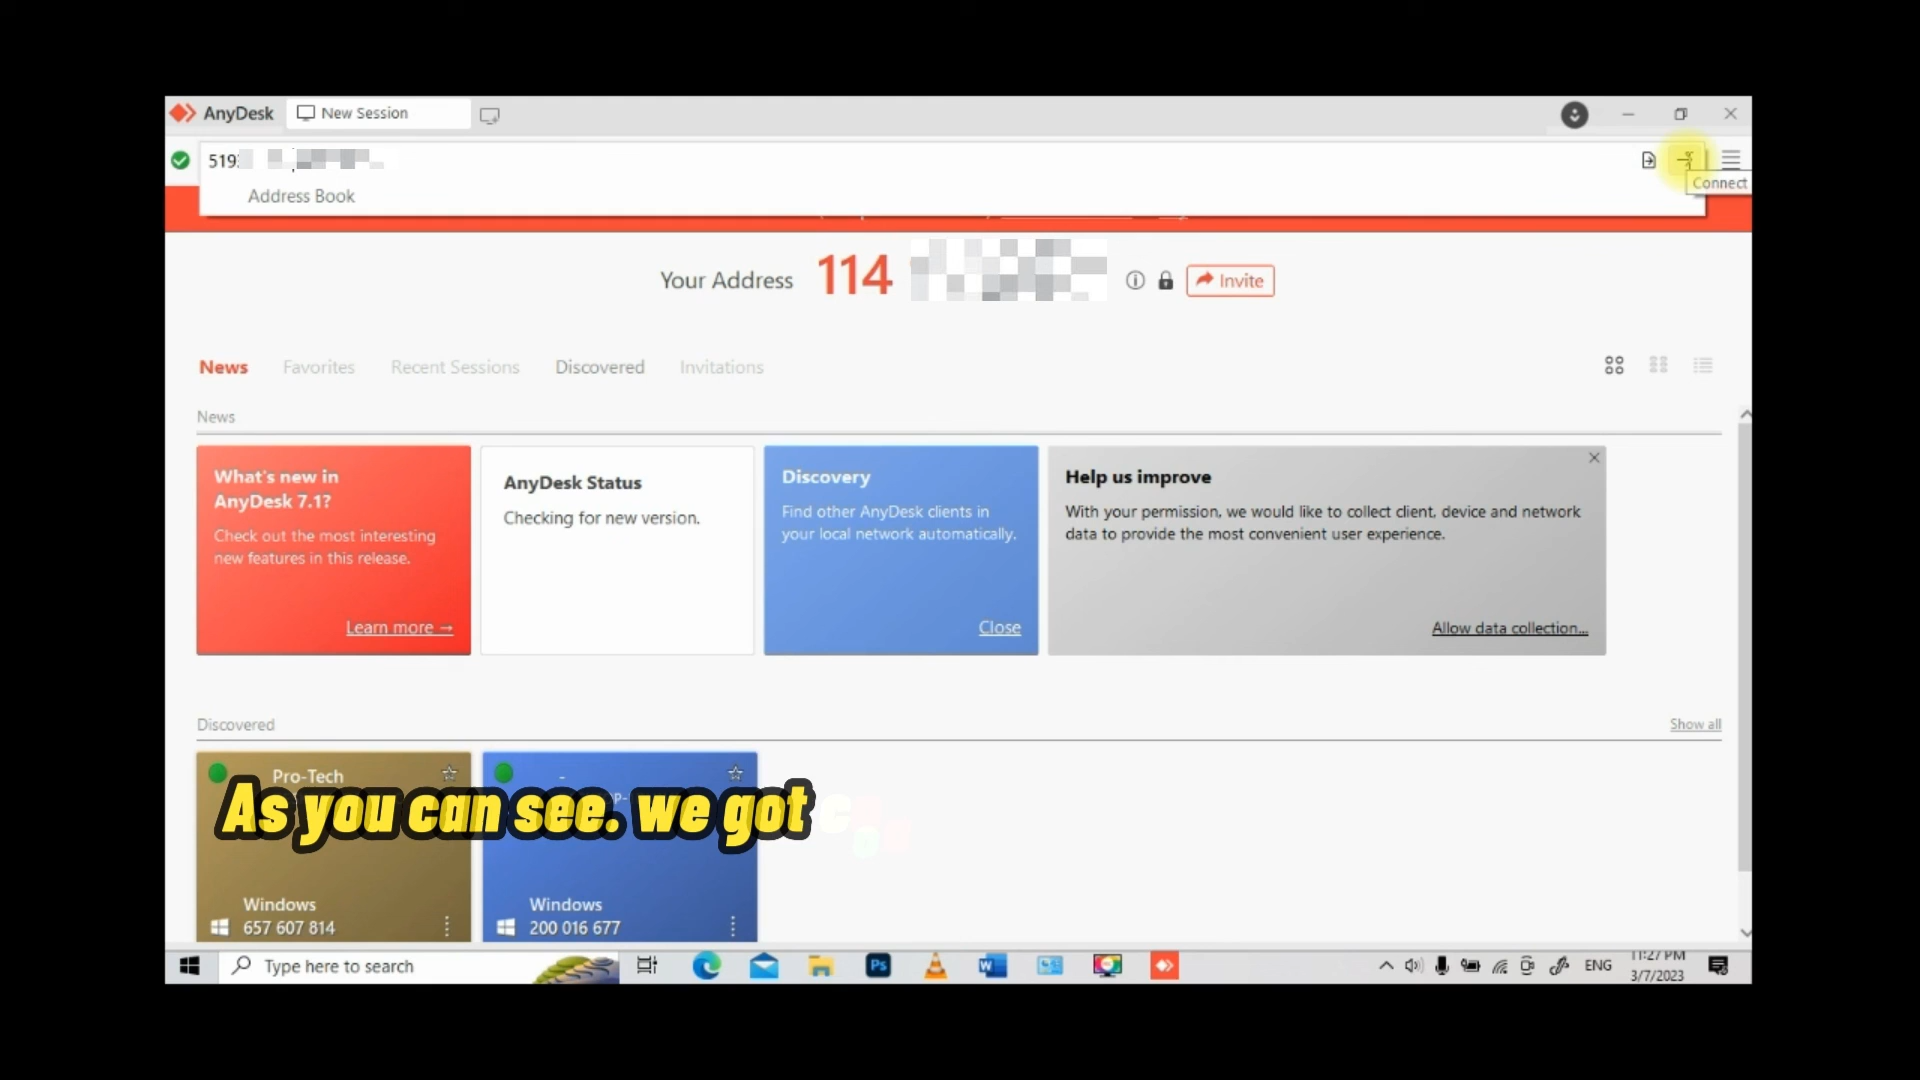 AnyDesk
New Session
519
Connect
Address Book
Your Address 114
Invite
News Favorites Recent Sessions Discovered Invitations
News
What's new in
AnyDesk 7.1?
Check out the most interesting
new features in this release.
Learn more →
AnyDesk Status
Checking for new version.
Discovery
Find other AnyDesk clients in
your local network automatically.
Close
Help us improve
With your permission, we would like to collect client, device and network
data to provide the most convenient user experience.
Allow data collection...
Discovered
Show all
Pro-Tech
As you can see. we got
Windows
657 607 814
Windows
200 016 677
Type here to search
Ps
W
ENG
11:27 PM
3/7/2023